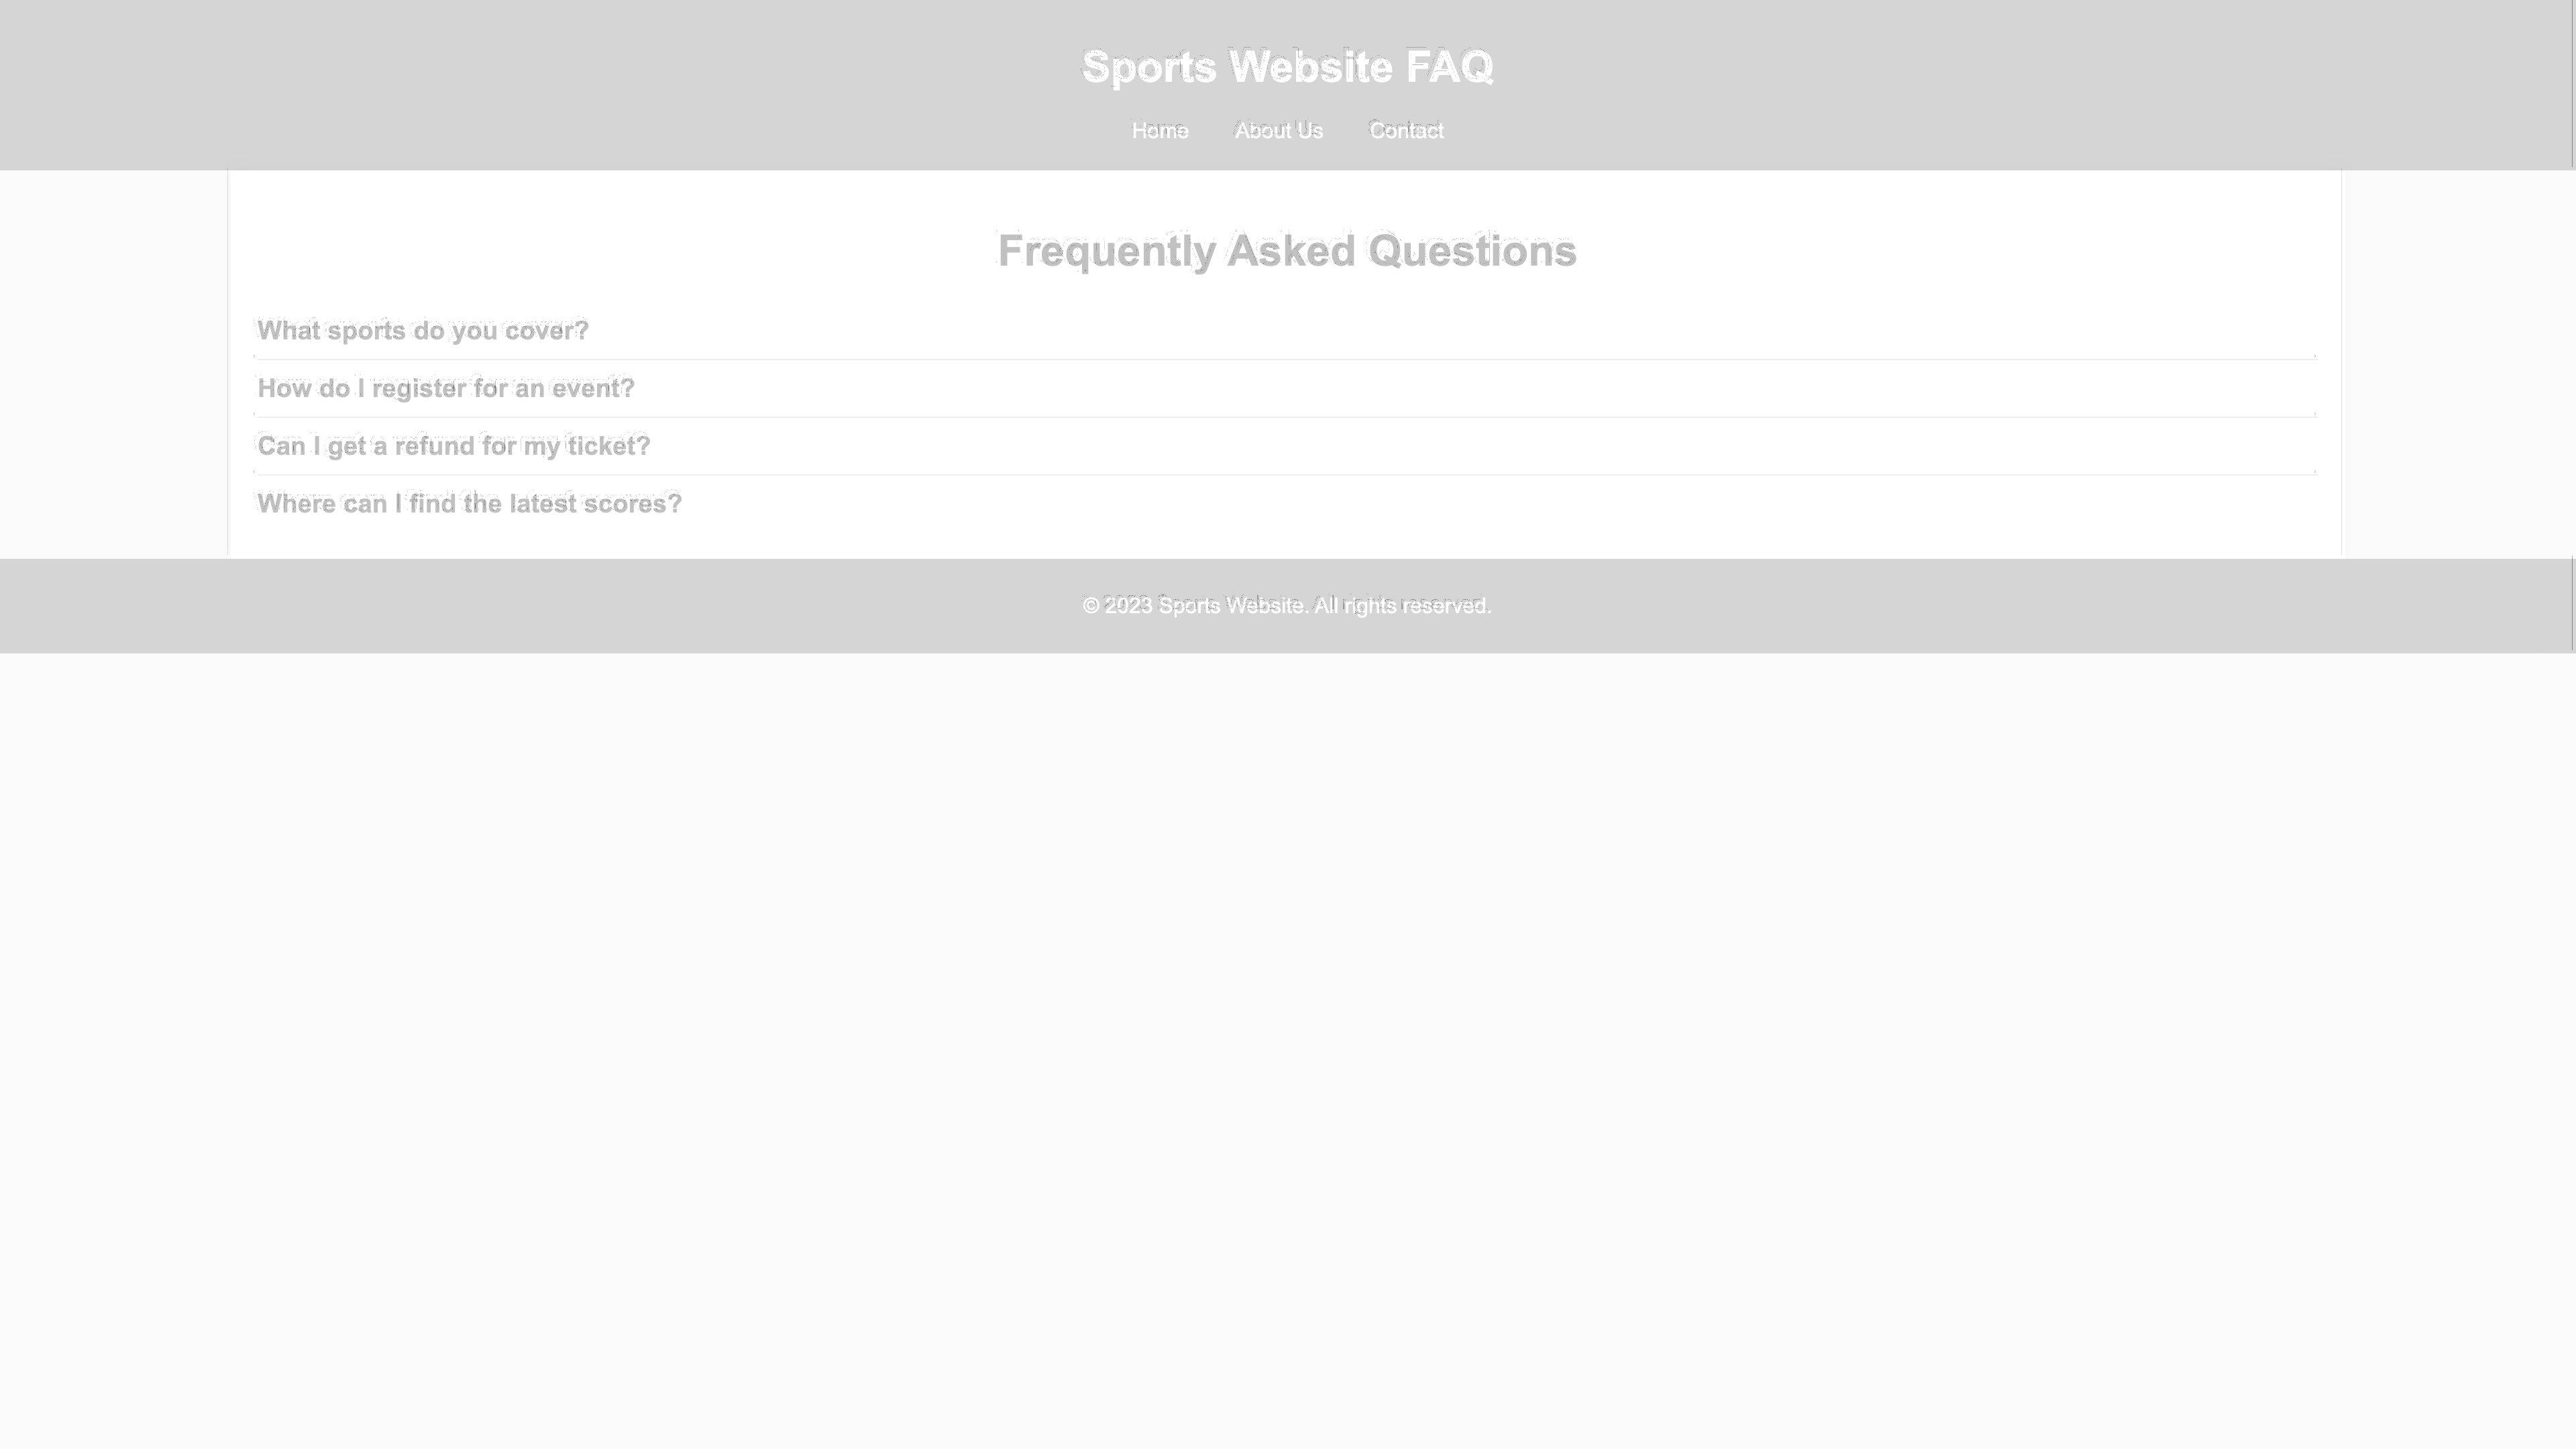 Sports Website FAQ
Home About Us Contact
Frequently Asked Questions
What sports do you cover?
How do I register for an event?
Can I get a refund for my ticket?
Where can I find the latest scores?
© 2023 Sports Website. All rights reserved.